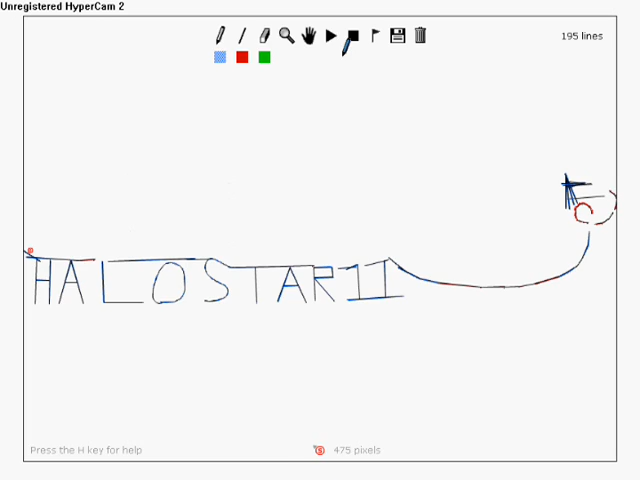 Unregistered HyperCam 2
195 lines
HALOSTAR11
Press the H key for help
475 pixels